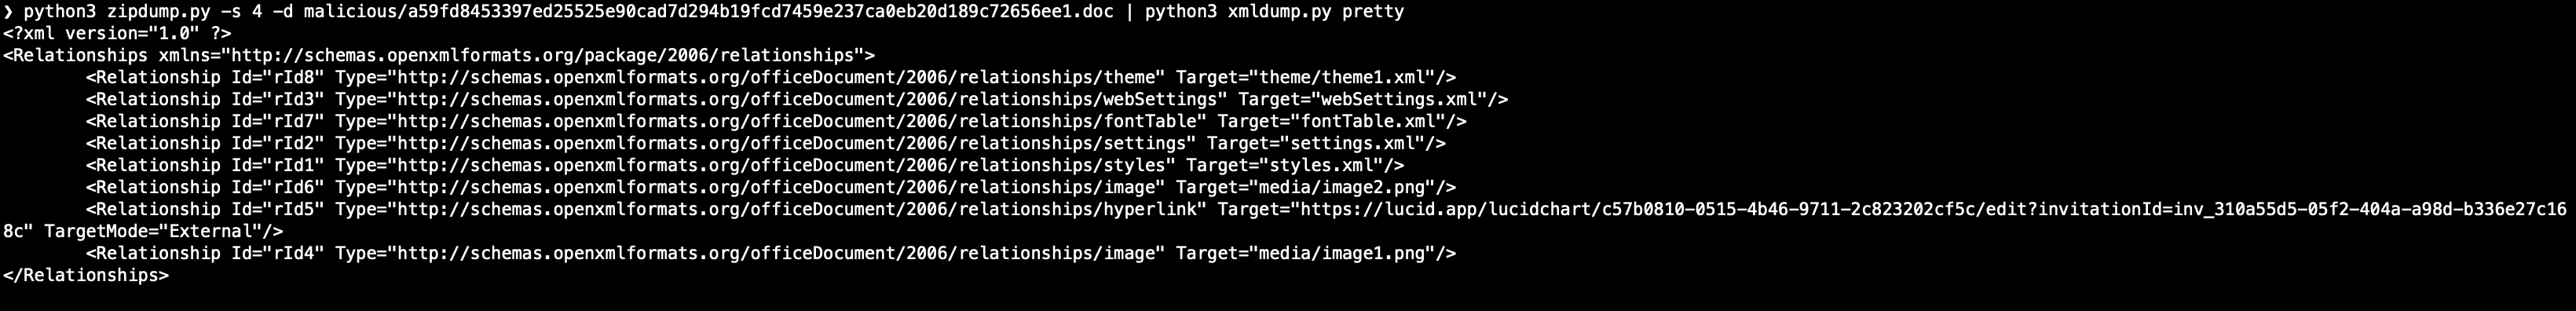 ❯ python3 zipdump.py -s 4 -d malicious/a59fd8453397ed25525e90cad7d294b19fcd7459e237ca0eb20d189c72656ee1.doc | python3 xmldump.py pretty
<?xml version="1.0" ?>
<Relationships xmlns="http://schemas.openxmlformats.org/package/2006/relationships">
        <Relationship Id="rId8" Type="http://schemas.openxmlformats.org/officeDocument/2006/relationships/theme" Target="theme/theme1.xml"/>
        <Relationship Id="rId3" Type="http://schemas.openxmlformats.org/officeDocument/2006/relationships/webSettings" Target="webSettings.xml"/>
        <Relationship Id="rId7" Type="http://schemas.openxmlformats.org/officeDocument/2006/relationships/fontTable" Target="fontTable.xml"/>
        <Relationship Id="rId2" Type="http://schemas.openxmlformats.org/officeDocument/2006/relationships/settings" Target="settings.xml"/>
        <Relationship Id="rId1" Type="http://schemas.openxmlformats.org/officeDocument/2006/relationships/styles" Target="styles.xml"/>
        <Relationship Id="rId6" Type="http://schemas.openxmlformats.org/officeDocument/2006/relationships/image" Target="media/image2.png"/>
        <Relationship Id="rId5" Type="http://schemas.openxmlformats.org/officeDocument/2006/relationships/hyperlink" Target="https://lucid.app/lucidchart/c57b0810-0515-4b46-9711-2c823202cf5c/edit?invitationId=inv_310a55d5-05f2-404a-a98d-b336e27c16
8c" TargetMode="External"/>
        <Relationship Id="rId4" Type="http://schemas.openxmlformats.org/officeDocument/2006/relationships/image" Target="media/image1.png"/>
</Relationships>